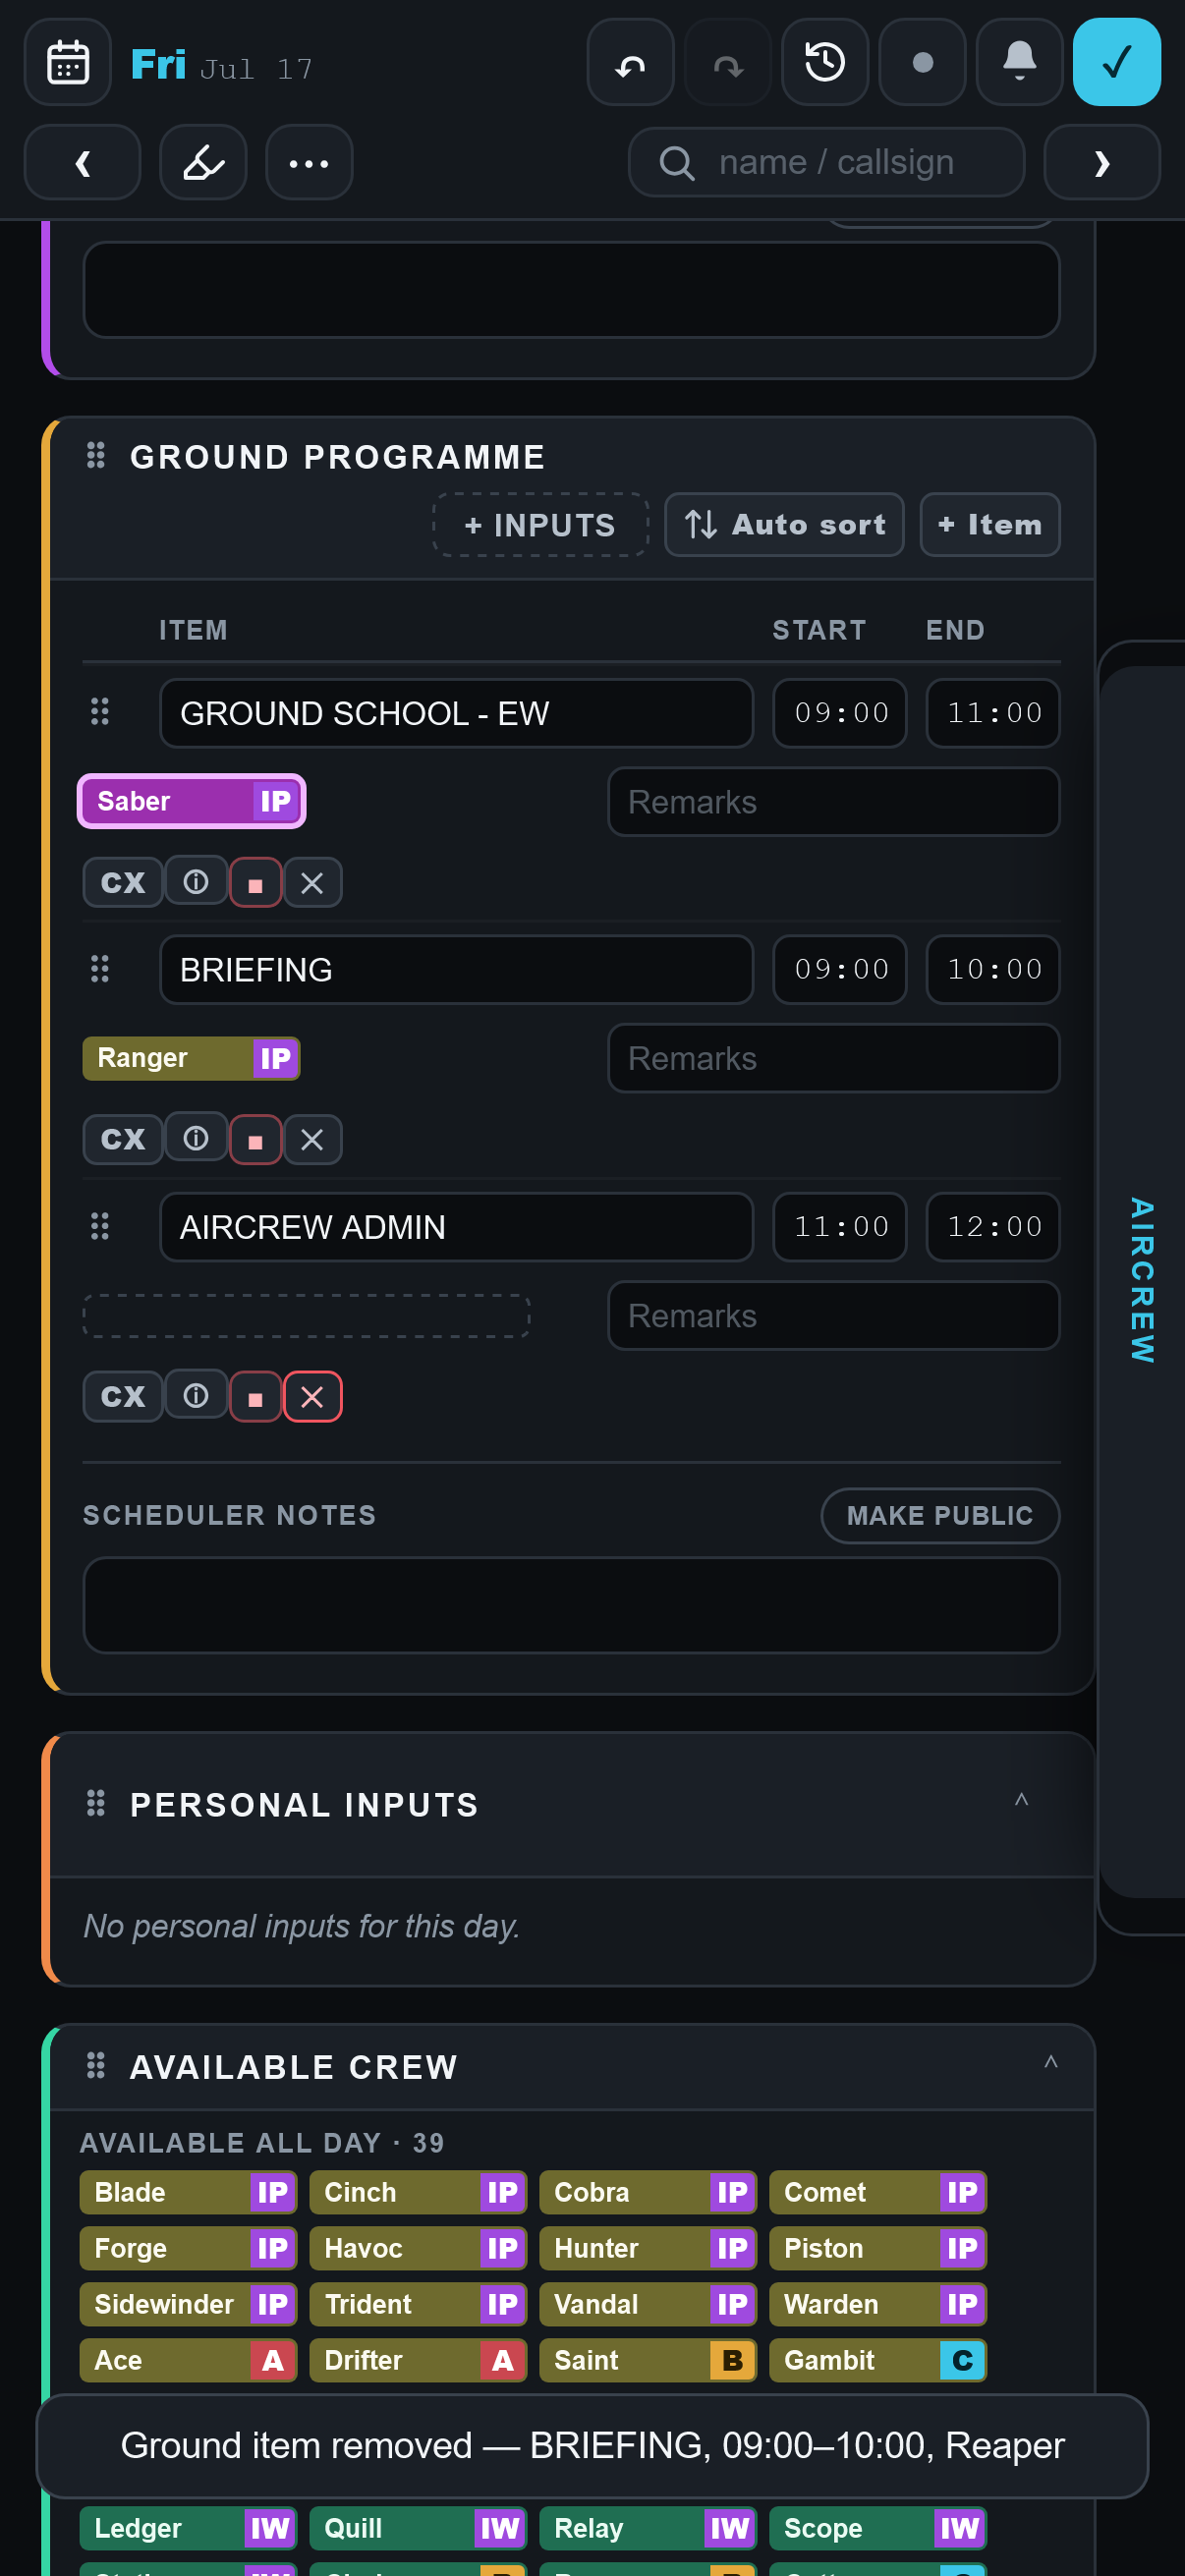 Fri Jul 17
name / callsign
GROUND PROGRAMME
+ INPUTS Auto sort + Item
ITEM START END
GROUND SCHOOL - EW 09:00 11:00
Saber IP Remarks
CX
BRIEFING 09:00 10:00
Ranger IP Remarks
CX
AIRCREW ADMIN 11:00 12:00
Remarks
CX
SCHEDULER NOTES MAKE PUBLIC
AIRCREW
PERSONAL INPUTS
No personal inputs for this day.
AVAILABLE CREW
AVAILABLE ALL DAY · 39
Blade IP Cinch IP Cobra IP Comet IP
Forge IP Havoc IP Hunter IP Piston IP
Sidewinder IP Trident IP Vandal IP Warden IP
Ace A Drifter A Saint B Gambit C
Ground item removed — BRIEFING, 09:00–10:00, Reaper
Ledger IW Quill IW Relay IW Scope IW